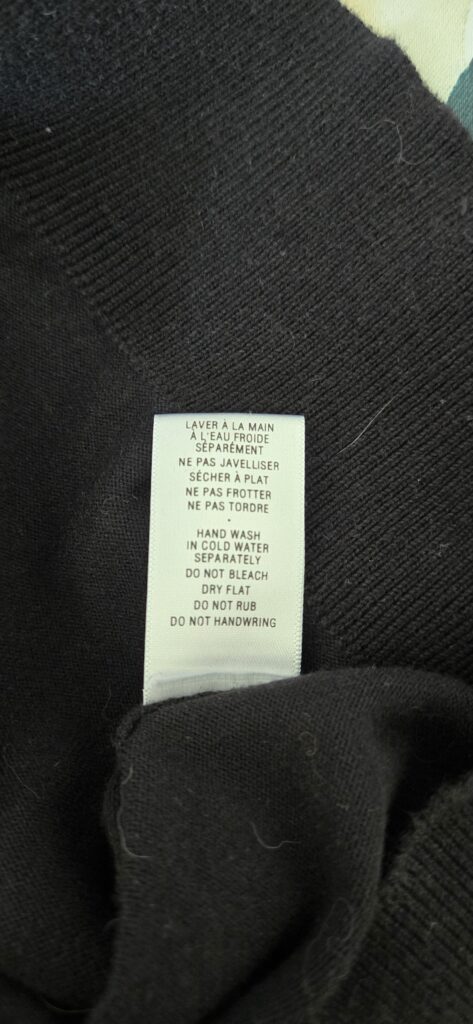 LAVER À LA MAIN
À L'EAU FROIDE
SÉPARÉMENT
NE PAS JAVELLISER
SÉCHER À PLAT
NE PAS FROTTER
NE PAS TORDRE
•
HAND WASH
IN COLD WATER
SEPARATELY
DO NOT BLEACH
DRY FLAT
DO NOT RUB
DO NOT HANDWRING